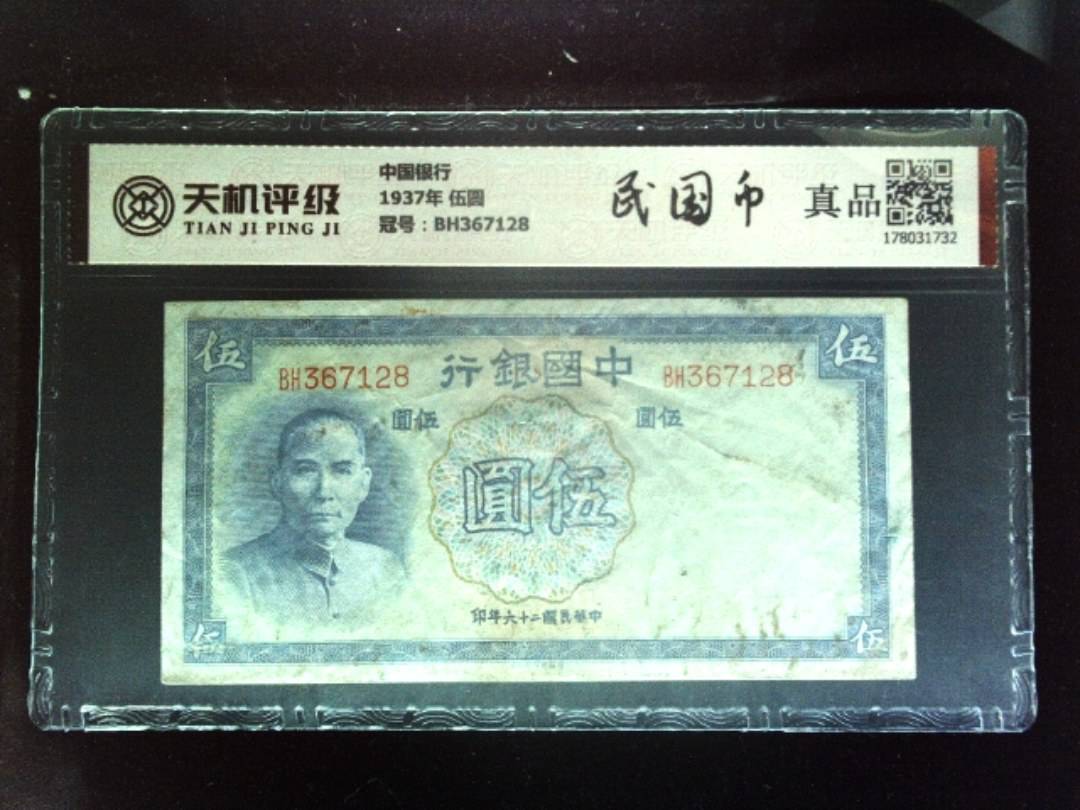 天机评级
TIAN JI PING JI
中国银行
1937年 伍圆
冠号：BH367128
民国币
真品
178031732
伍
伍
BH367128
行銀國中
BH367128
圓伍
圓伍
圓伍
印年六十二國民華中
伍
伍